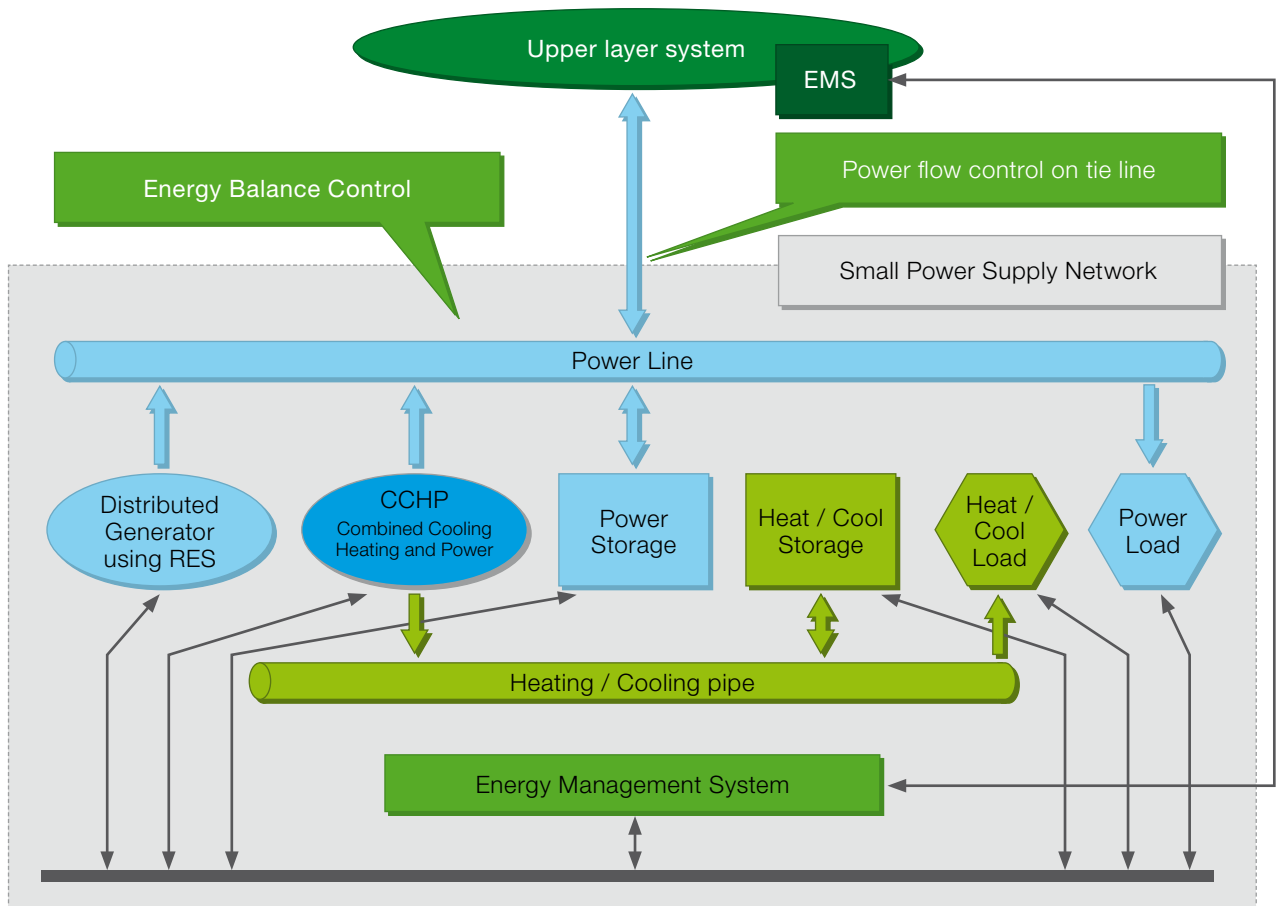 Upper layer system
EMS
Energy Balance Control
Power flow control on tie line
Small Power Supply Network
Power Line
Distributed
Generator
using RES
CCHP
Combined Cooling
Heating and Power
Power
Storage
Heat / Cool
Storage
Heat /
Cool
Load
Power
Load
Heating / Cooling pipe
Energy Management System